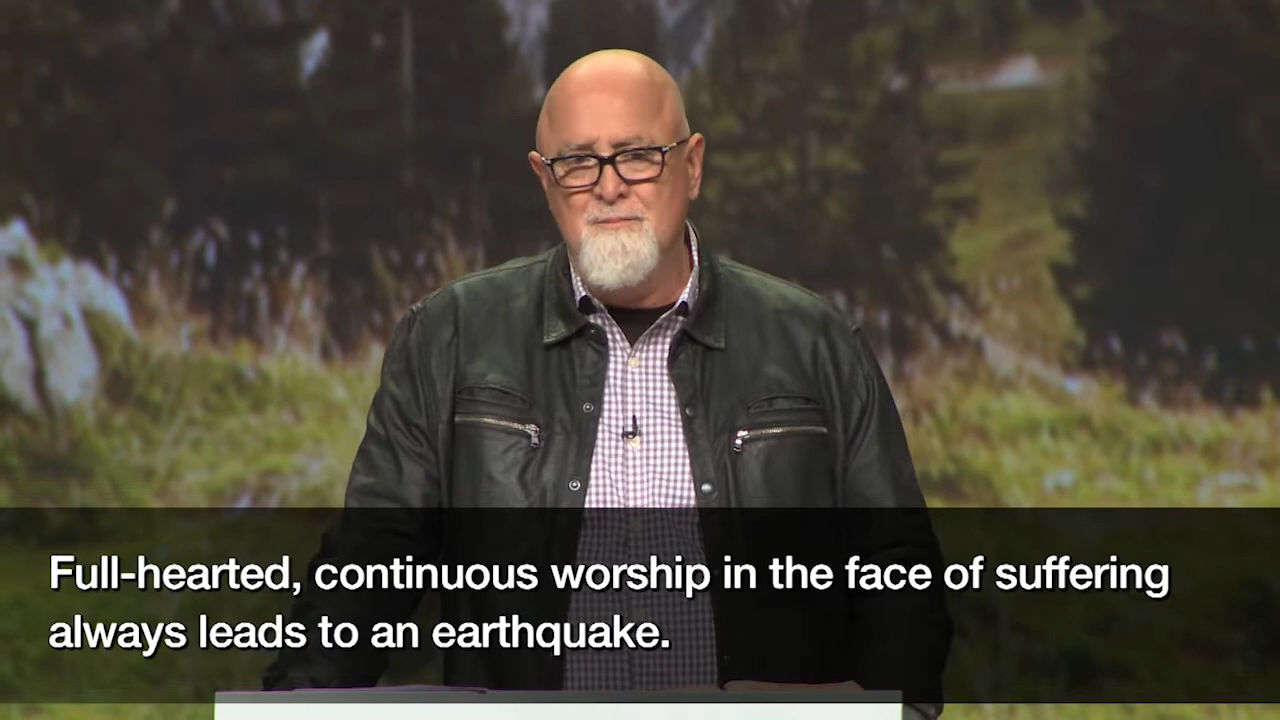 Full-hearted, continuous worship in the face of suffering
always leads to an earthquake.